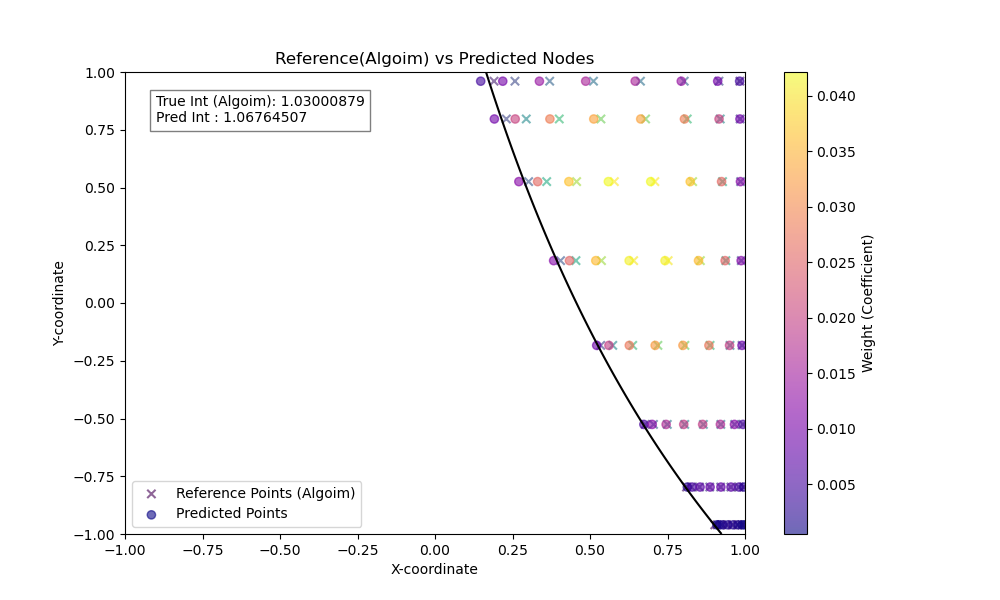 Reference(Algoim) vs Predicted Nodes
True Int (Algoim): 1.03000879
Pred Int : 1.06764507
1.00
0.75
0.50
0.25
0.00
−0.25
−0.50
−0.75
−1.00
Y-coordinate
Reference Points (Algoim)
Predicted Points
−1.00 −0.75 −0.50 −0.25 0.00 0.25 0.50 0.75 1.00
X-coordinate
0.040
0.035
0.030
0.025
0.020
0.015
0.010
0.005
Weight (Coefficient)